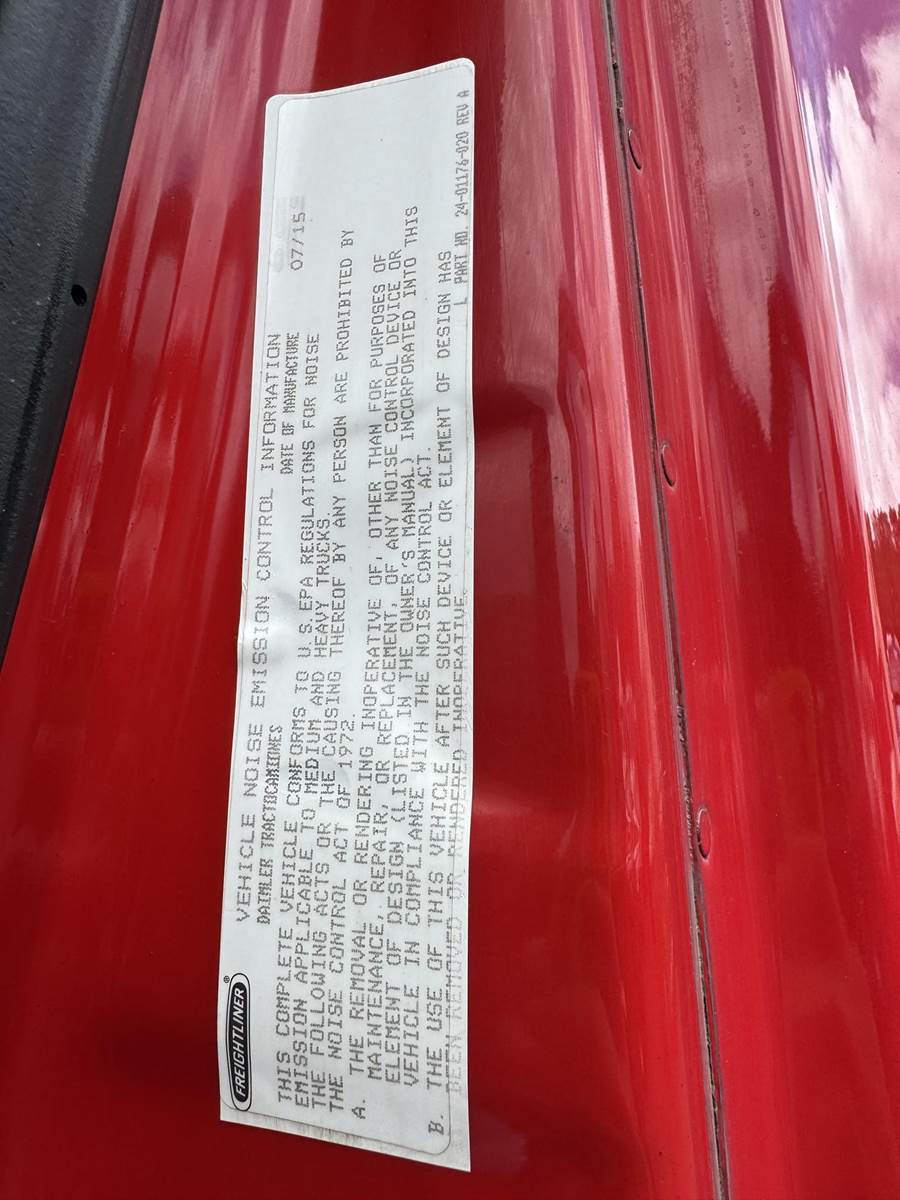 FREIGHTLINER®
VEHICLE NOISE EMISSION CONTROL INFORMATION
DAIMLER TRACTOCAMIONES DATE OF MANUFACTURE 07/15
THIS COMPLETE VEHICLE CONFORMS TO U.S.EPA REGULATIONS FOR NOISE
EMISSION APPLICABLE TO MEDIUM AND HEAVY TRUCKS.
THE FOLLOWING ACTS OR THE CAUSING THEREOF BY ANY PERSON ARE PROHIBITED BY
THE NOISE CONTROL ACT OF 1972.
A. THE REMOVAL OR RENDERING INOPERATIVE OF, OTHER THAN FOR PURPOSES OF
MAINTENANCE, REPAIR, OR REPLACEMENT, OF ANY NOISE CONTROL DEVICE OR
ELEMENT OF DESIGN (LISTED IN THE OWNER'S MANUAL) INCORPORATED INTO THIS
VEHICLE IN COMPLIANCE WITH THE NOISE CONTROL ACT.
B. THE USE OF THIS VEHICLE AFTER SUCH DEVICE OR ELEMENT OF DESIGN HAS
BEEN REMOVED OR RENDERED INOPERATIVE.
L PART NO. 24-01176-020 REV A